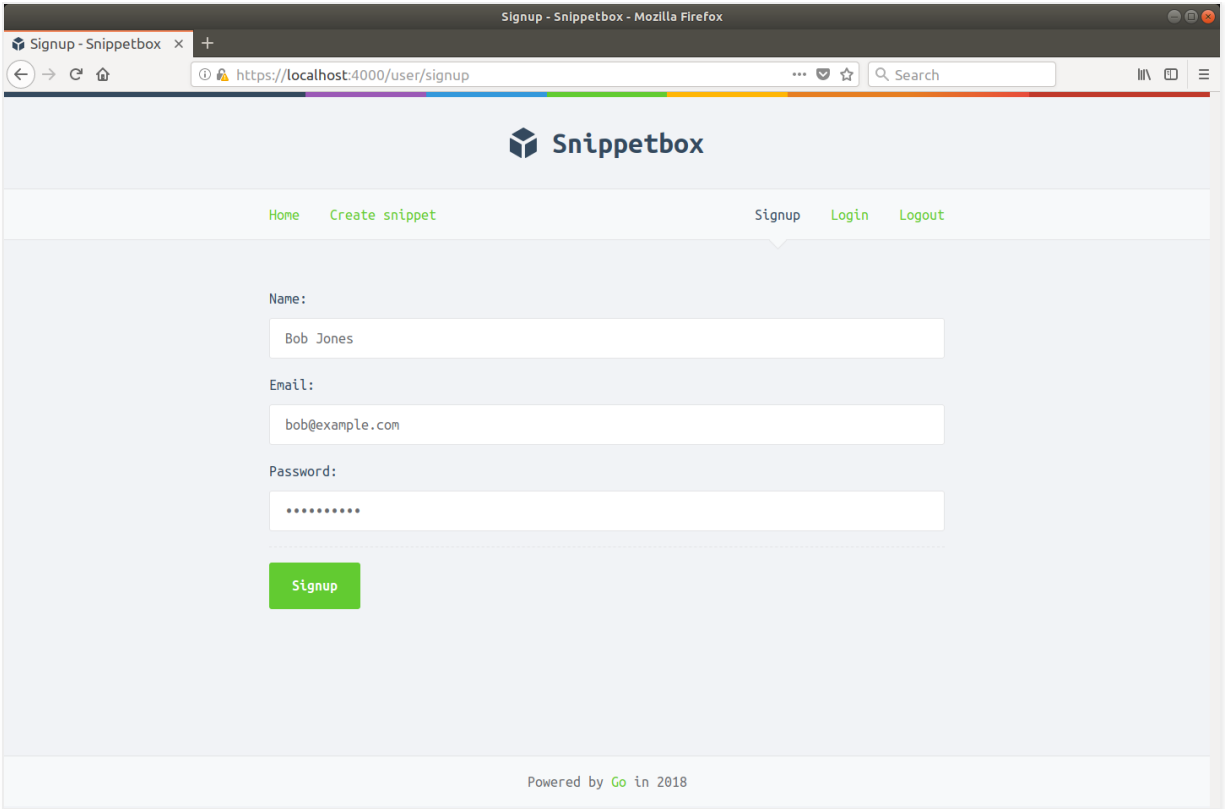 Signup - Snippetbox - Mozilla Firefox
Signup - Snippetbox
https://localhost:4000/user/signup
Search
Snippetbox
Home Create snippet Signup Login Logout
Name:
Bob Jones
Email:
bob@example.com
Password:
••••••••••
Signup
Powered by Go in 2018